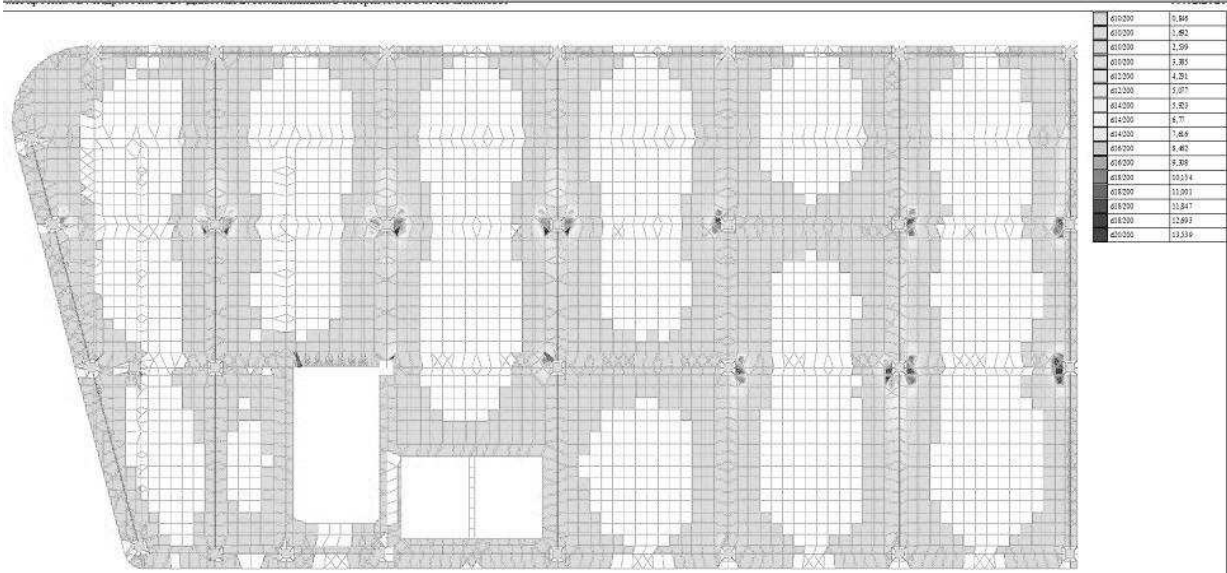 d10/200 0,846
d10/200 1,692
d10/200 2,539
d10/200 3,385
d12/200 4,231
d12/200 5,077
d14/200 5,923
d14/200 6,77
d14/200 7,616
d16/200 8,462
d16/200 9,308
d18/200 10,154
d18/200 11,001
d18/200 11,847
d18/200 12,693
d20/200 13,539